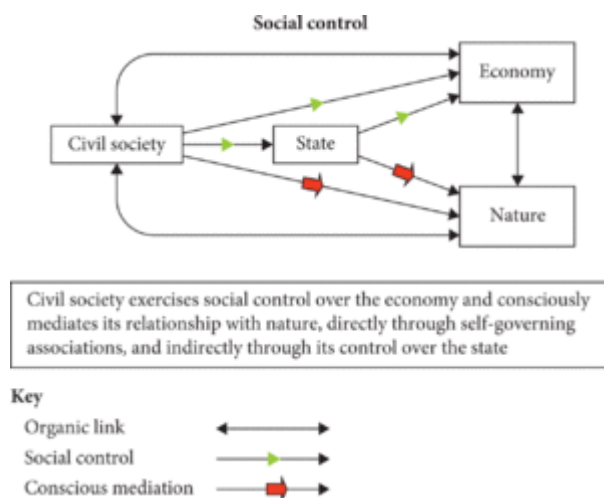 Social control
Economy
Civil society
State
Nature
Civil society exercises social control over the economy and consciously
mediates its relationship with nature, directly through self-governing
associations, and indirectly through its control over the state
Key
Organic link
Social control
Conscious mediation